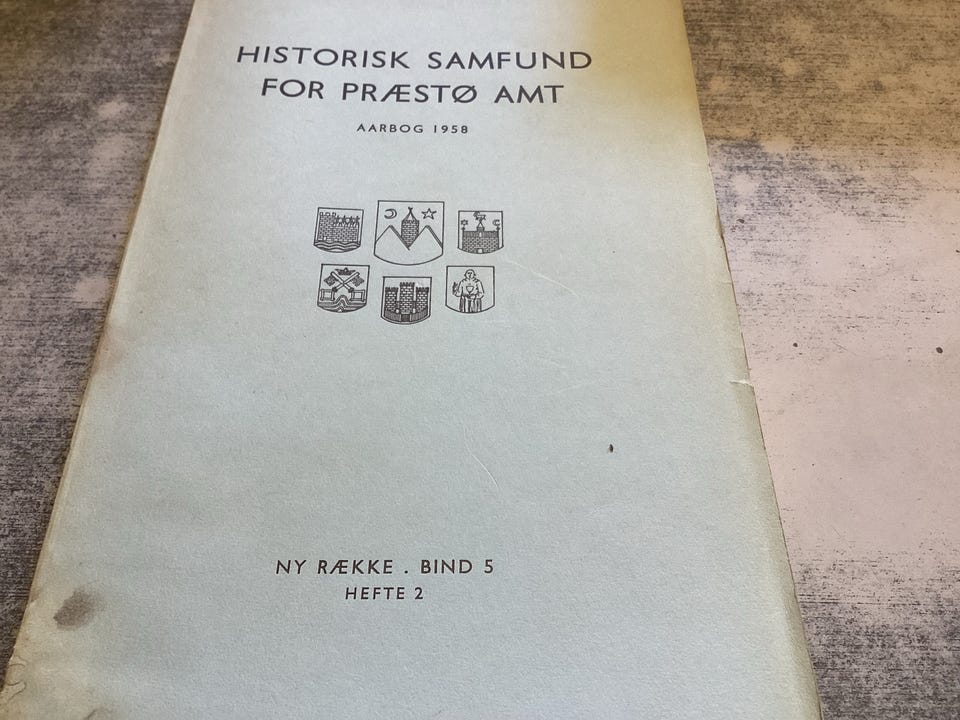 HISTORISK SAMFUND
FOR PRÆSTØ AMT
AARBOG 1958
NY RÆKKE . BIND 5
HEFTE 2